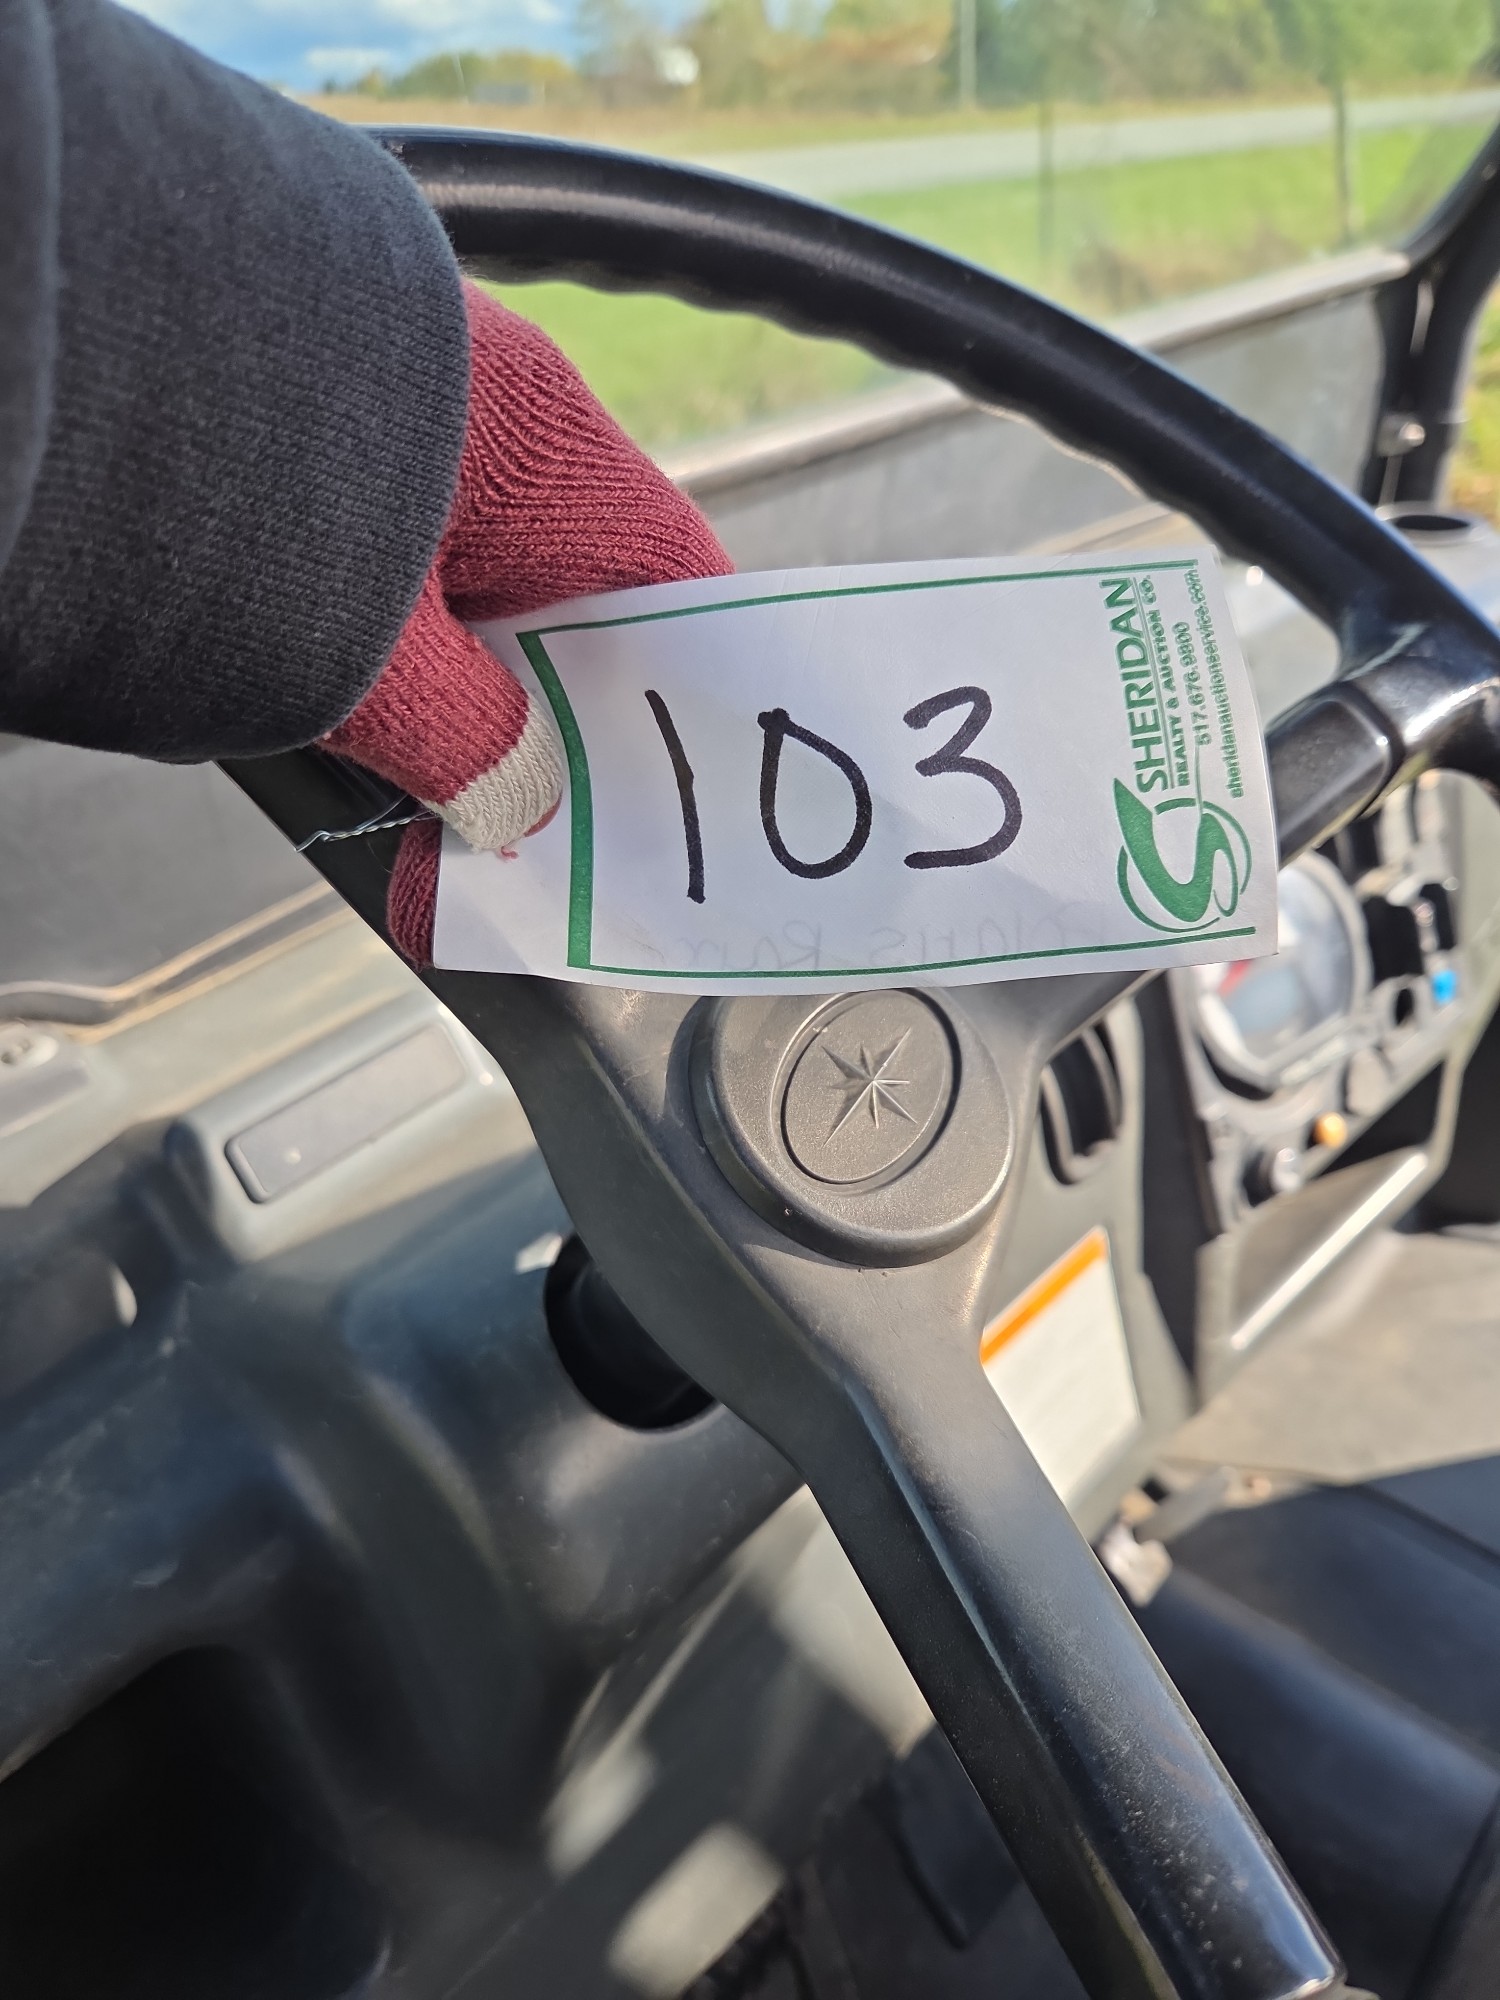 103
SHERIDAN
REALTY & AUCTION CO.
517.676.9800
sheridanauctionservice.com